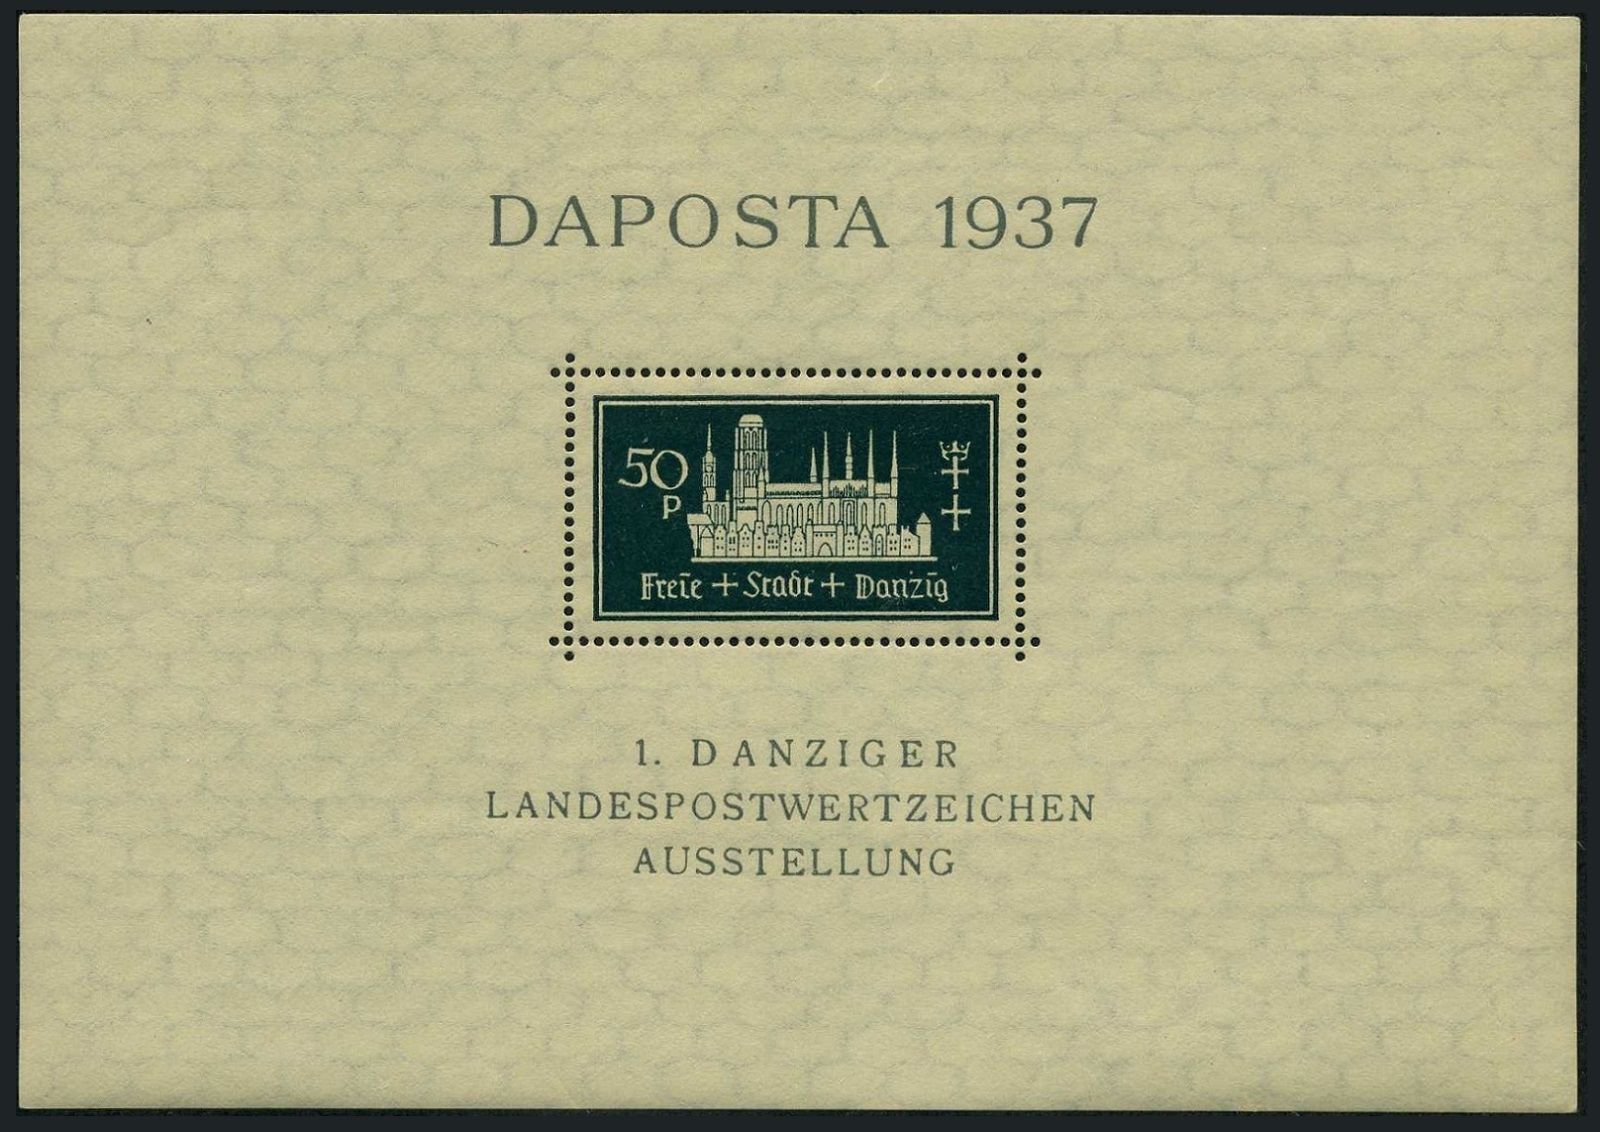 DAPOSTA 1937
50
P
Freie + Stadt + Danzig
1. DANZIGER
LANDESPOSTWERTZEICHEN
AUSSTELLUNG